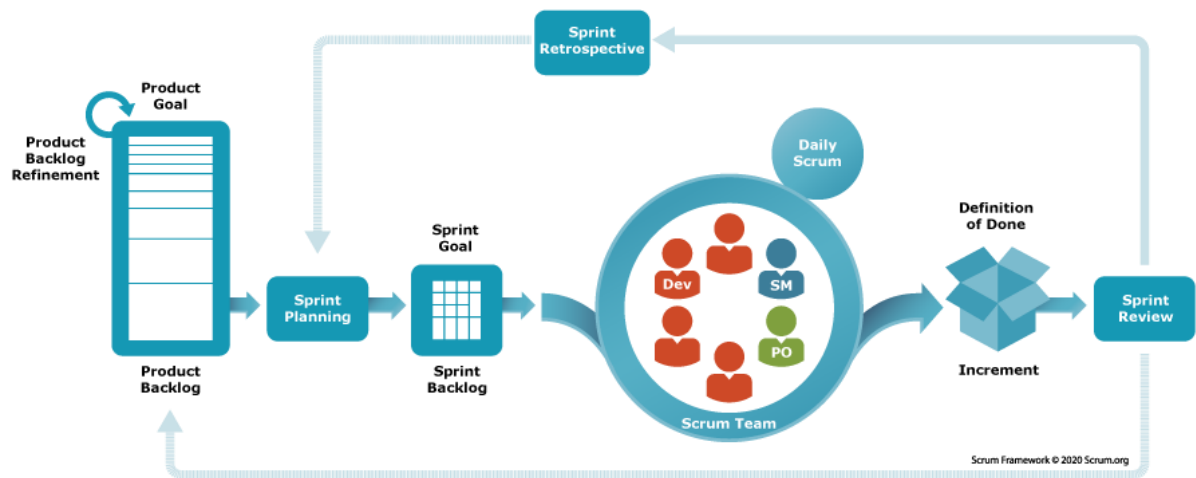 Sprint
Retrospective
Product
Goal
Product
Backlog
Refinement
Daily
Scrum
Definition
of Done
Sprint
Goal
Dev
SM
Sprint
Planning
Sprint
Review
PO
Product
Backlog
Sprint
Backlog
Increment
Scrum Team
Scrum Framework © 2020 Scrum.org